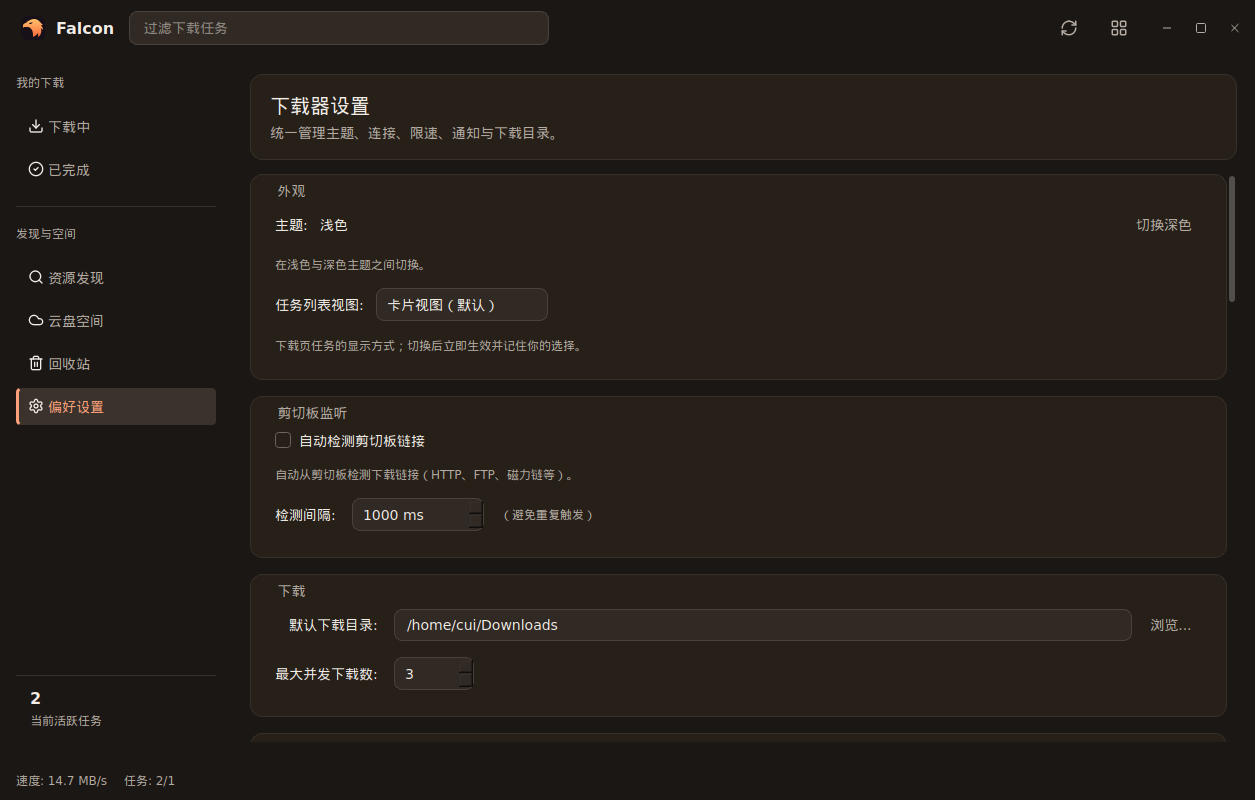 Falcon
过滤下载任务
我的下载
下载中
已完成
发现与空间
资源发现
云盘空间
回收站
偏好设置
2
当前活跃任务
速度: 14.7 MB/s 任务: 2/1
下载器设置
统一管理主题、连接、限速、通知与下载目录。
外观
主题: 浅色 切换深色
在浅色与深色主题之间切换。
任务列表视图: 卡片视图（默认）
下载页任务的显示方式；切换后立即生效并记住你的选择。
剪切板监听
自动检测剪切板链接
自动从剪切板检测下载链接（HTTP、FTP、磁力链等）。
检测间隔: 1000 ms （避免重复触发）
下载
默认下载目录: /home/cui/Downloads 浏览...
最大并发下载数: 3